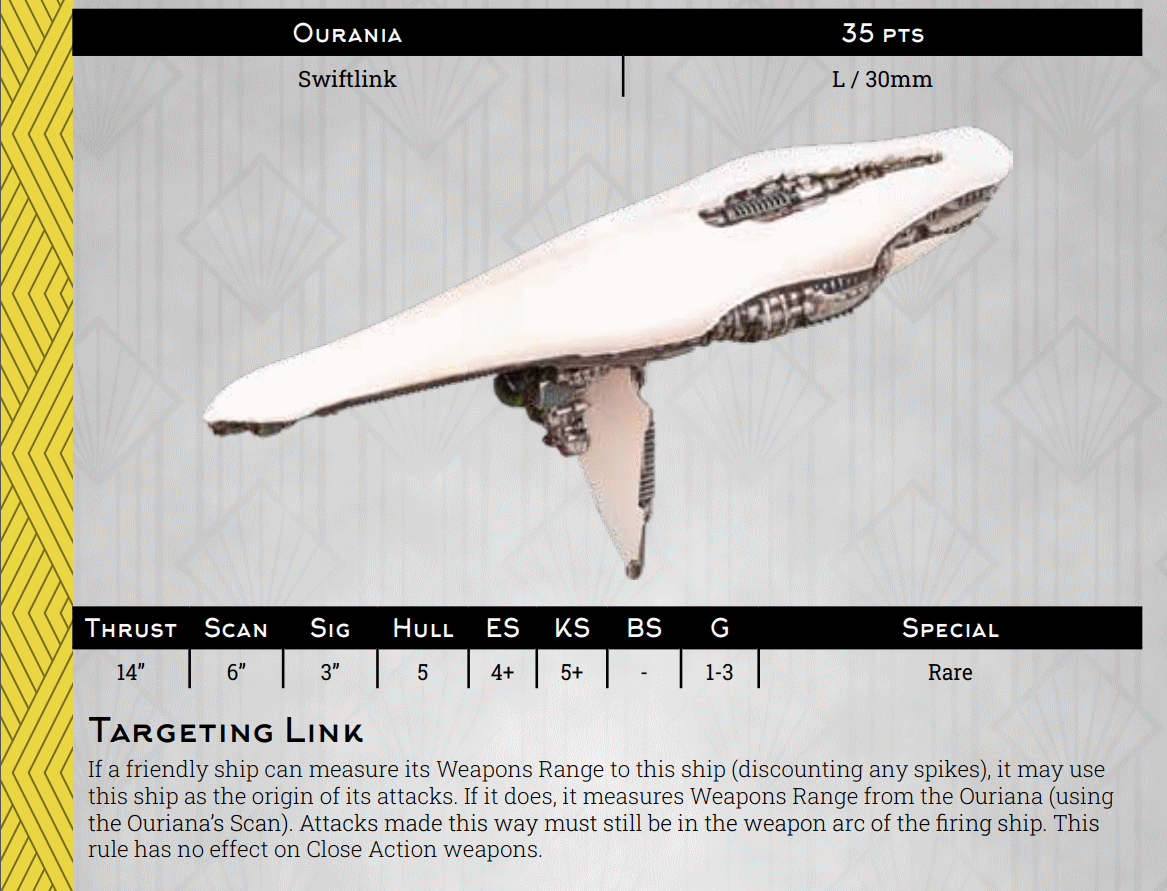 OURANIA 35 PTS
Swiftlink L / 30mm
THRUST SCAN SIG HULL ES KS BS G SPECIAL
14” 6” 3” 5 4+ 5+ - 1-3 Rare
TARGETING LINK
If a friendly ship can measure its Weapons Range to this ship (discounting any spikes), it may use
this ship as the origin of its attacks. If it does, it measures Weapons Range from the Ouriana (using
the Ouriana’s Scan). Attacks made this way must still be in the weapon arc of the firing ship. This
rule has no effect on Close Action weapons.